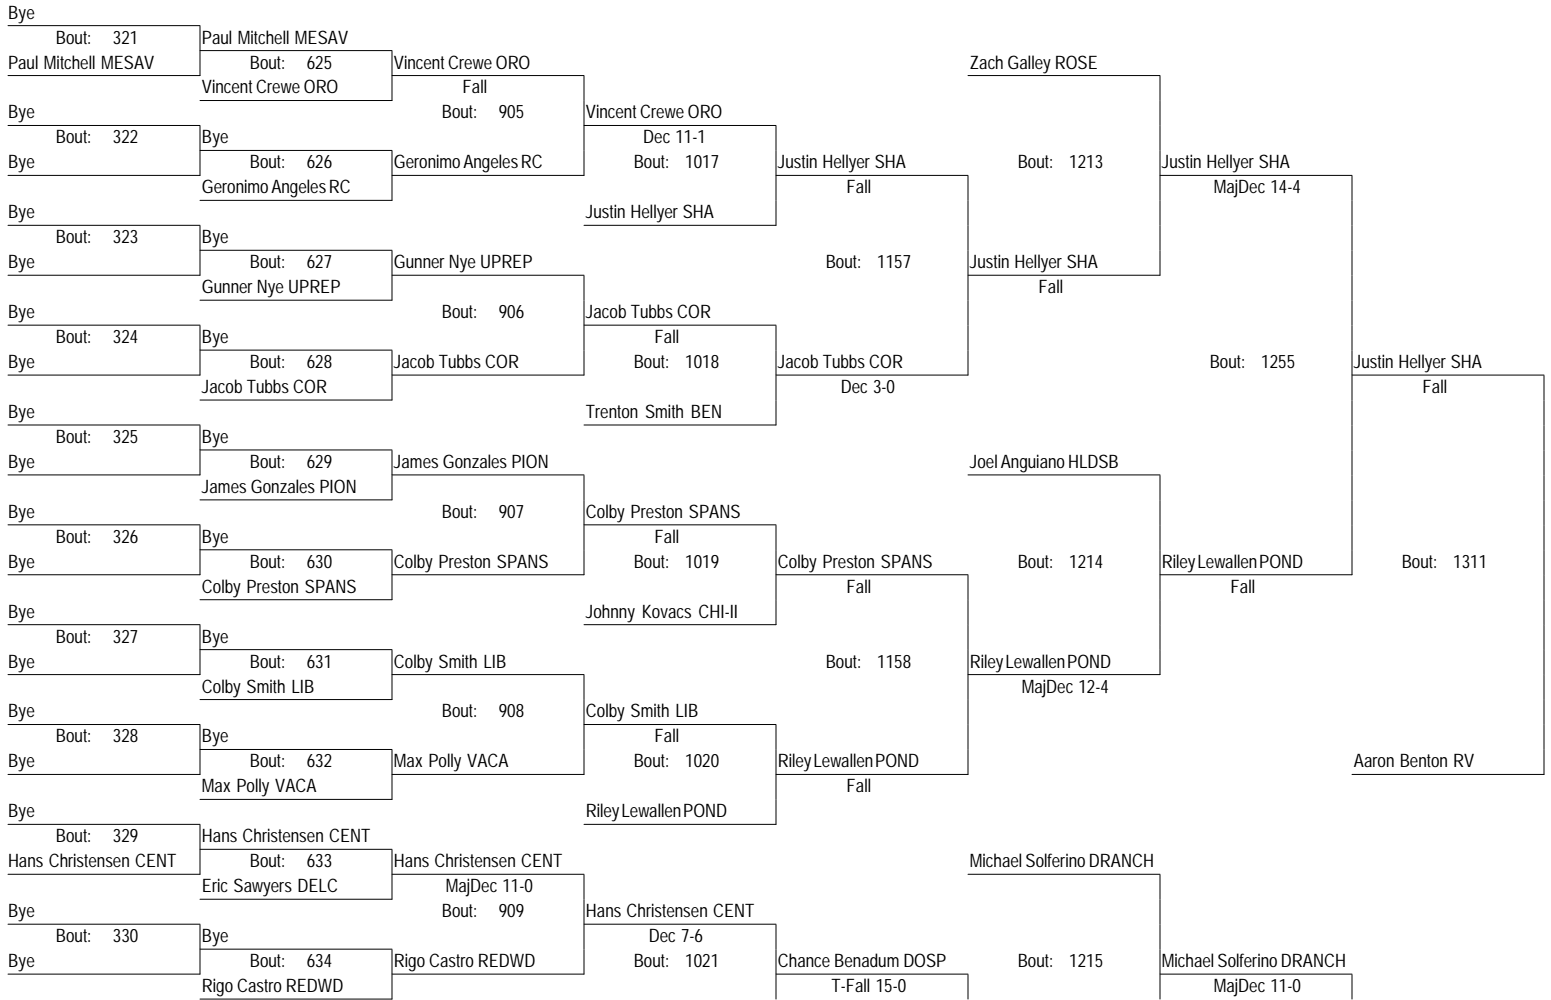 Bye
Bout: 321 Paul Mitchell MESAV
Paul Mitchell MESAV Bout: 625 Vincent Crewe ORO Zach Galley ROSE
Vincent Crewe ORO Fall
Bye Bout: 905 Vincent Crewe ORO
Bout: 322 Bye Dec 11-1
Bye Bout: 626 Geronimo Angeles RC Bout: 1017 Justin Hellyer SHA Bout: 1213 Justin Hellyer SHA
Geronimo Angeles RC Fall MajDec 14-4
Bye Justin Hellyer SHA
Bout: 323 Bye
Bye Bout: 627 Gunner Nye UPREP Bout: 1157 Justin Hellyer SHA
Gunner Nye UPREP Fall
Bye Bout: 906 Jacob Tubbs COR
Bout: 324 Bye Fall
Bye Bout: 628 Jacob Tubbs COR Bout: 1018 Jacob Tubbs COR Bout: 1255 Justin Hellyer SHA
Jacob Tubbs COR Dec 3-0 Fall
Bye Trenton Smith BEN
Bout: 325 Bye
Bye Bout: 629 James Gonzales PION Joel Anguiano HLDSB
James Gonzales PION
Bye Bout: 907 Colby Preston SPANS
Bout: 326 Bye Fall
Bye Bout: 630 Colby Preston SPANS Bout: 1019 Colby Preston SPANS Bout: 1214 Riley Lewallen POND Bout: 1311
Colby Preston SPANS Fall Fall
Bye Johnny Kovacs CHI-II
Bout: 327 Bye
Bye Bout: 631 Colby Smith LIB Bout: 1158 Riley Lewallen POND
Colby Smith LIB MajDec 12-4
Bye Bout: 908 Colby Smith LIB
Bout: 328 Bye Fall
Bye Bout: 632 Max Polly VACA Bout: 1020 Riley Lewallen POND Aaron Benton RV
Max Polly VACA Fall
Bye Riley Lewallen POND
Bout: 329 Hans Christensen CENT
Hans Christensen CENT Bout: 633 Hans Christensen CENT Michael Solferino DRANCH
Eric Sawyers DELC MajDec 11-0
Bye Bout: 909 Hans Christensen CENT
Bout: 330 Bye Dec 7-6
Bye Bout: 634 Rigo Castro REDWD Bout: 1021 Chance Benadum DOSP Bout: 1215 Michael Solferino DRANCH
Rigo Castro REDWD T-Fall 15-0 MajDec 11-0